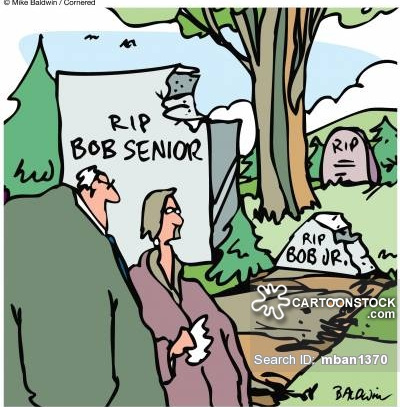 © Mike Baldwin / Cornered
RIP
BOB SENIOR
RIP
RIP
BOB JR.
CARTOONSTOCK
.com
Search ID: mban1370
BALDWIN